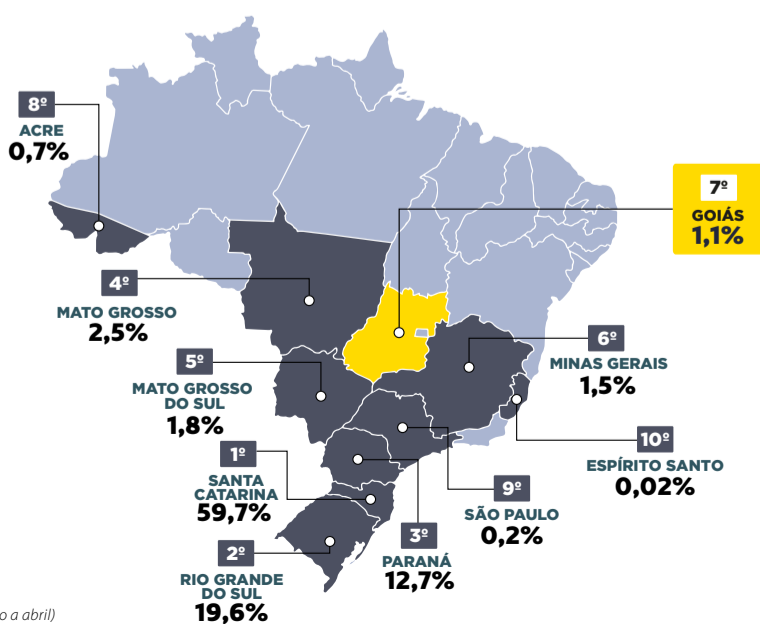 8º
ACRE
0,7%
7º
GOIÁS
1,1%
4º
MATO GROSSO
2,5%
6º
MINAS GERAIS
1,5%
5º
MATO GROSSO
DO SUL
1,8%
10º
ESPÍRITO SANTO
0,02%
1º
SANTA
CATARINA
59,7%
9º
SÃO PAULO
0,2%
3º
PARANÁ
12,7%
2º
RIO GRANDE
DO SUL
19,6%
o a abril)